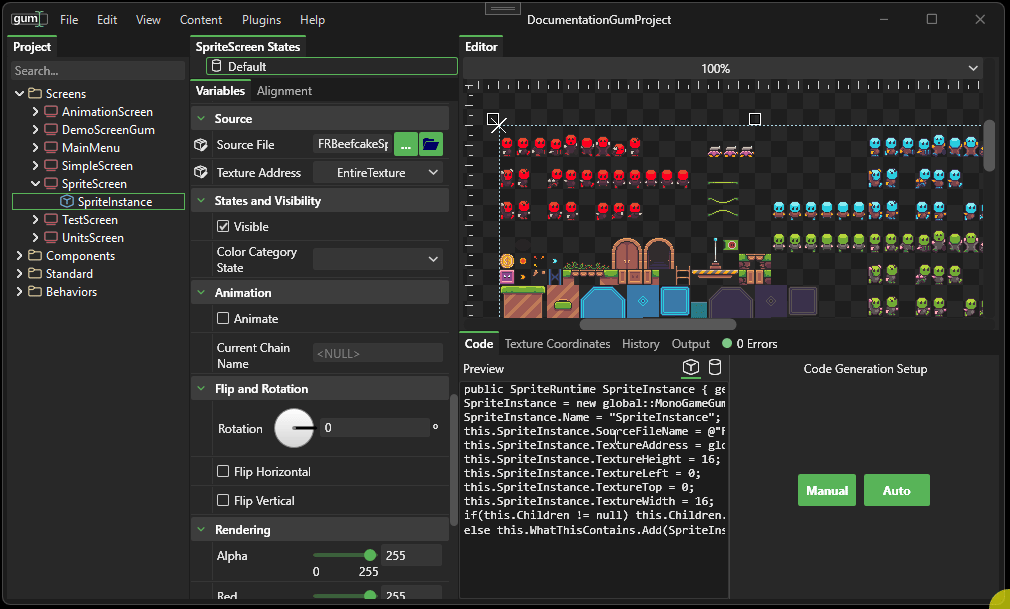 gum File Edit View Content Plugins Help
DocumentationGumProject
Project
Search...
Screens
AnimationScreen
DemoScreenGum
MainMenu
SimpleScreen
SpriteScreen
SpriteInstance
TestScreen
UnitsScreen
Components
Standard
Behaviors
SpriteScreen States
Default
Variables Alignment
Source
Source File FRBeefcakeSp ...
Texture Address EntireTexture
States and Visibility
Visible
Color Category
State
Animation
Animate
Current Chain
Name
<NULL>
Flip and Rotation
Rotation 0 °
Flip Horizontal
Flip Vertical
Rendering
Alpha 255
0 255
Red 255
Editor
100%
Code Texture Coordinates History Output 0 Errors
Preview
public SpriteRuntime SpriteInstance { ge
SpriteInstance = new global::MonoGameGum
SpriteInstance.Name = "SpriteInstance";
this.SpriteInstance.SourceFileName = @"F
this.SpriteInstance.TextureAddress = glo
this.SpriteInstance.TextureHeight = 16;
this.SpriteInstance.TextureLeft = 0;
this.SpriteInstance.TextureTop = 0;
this.SpriteInstance.TextureWidth = 16;
if(this.Children != null) this.Children.
else this.WhatThisContains.Add(SpriteIns
Code Generation Setup
Manual Auto